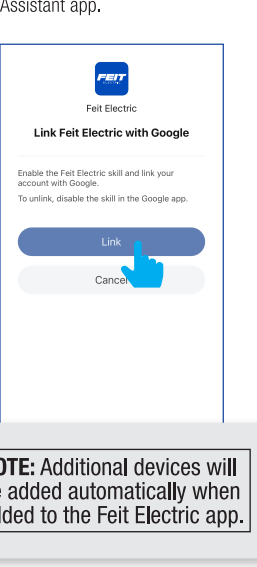 Assistant app.
FEIT
ELECTRIC
Feit Electric
Link Feit Electric with Google
Enable the Feit Electric skill and link your
account with Google.
To unlink, disable the skill in the Google app.
Link
Cancel
OTE: Additional devices will
e added automatically when
dded to the Feit Electric app.